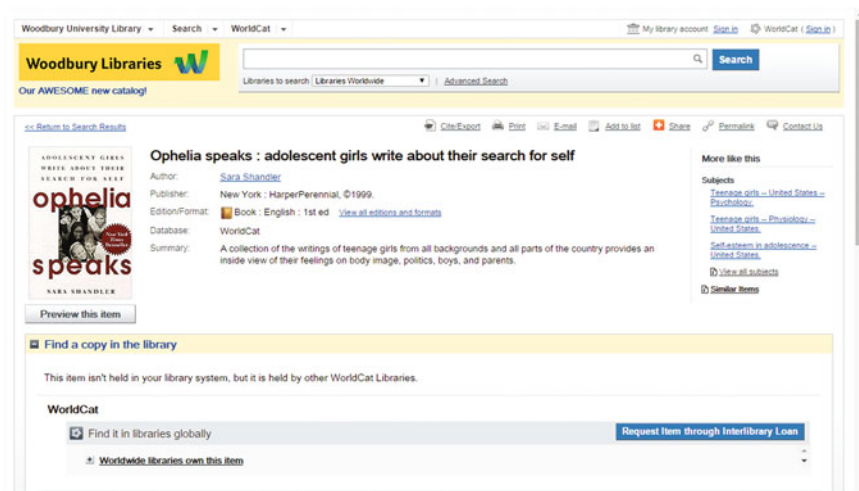 Woodbury University Library Search WorldCat My library account Sign in WorldCat ( Sign in )
Woodbury Libraries W
Search
Libraries to search Libraries Worldwide | Advanced Search
Our AWESOME new catalog!
<< Return to Search Results Cite/Export Print E-mail Add to list Share Permalink Contact Us
ADOLESCENT GIRLS
WRITE ABOUT THEIR
SEARCH FOR SELF
ophelia
New York
Times
Bestseller
speaks
SARA SHANDLER
Preview this item
Ophelia speaks : adolescent girls write about their search for self
Author: Sara Shandler
Publisher: New York : HarperPerennial, ©1999.
Edition/Format: Book : English : 1st ed View all editions and formats
Database: WorldCat
Summary: A collection of the writings of teenage girls from all backgrounds and all parts of the country provides an
inside view of their feelings on body image, politics, boys, and parents.
More like this
Subjects
Teenage girls -- United States --
Psychology.
Teenage girls -- Physiology --
United States.
Self-esteem in adolescence --
United States.
View all subjects
Similar Items
Find a copy in the library
This item isn't held in your library system, but it is held by other WorldCat Libraries.
WorldCat
Find it in libraries globally Request Item through Interlibrary Loan
Worldwide libraries own this item